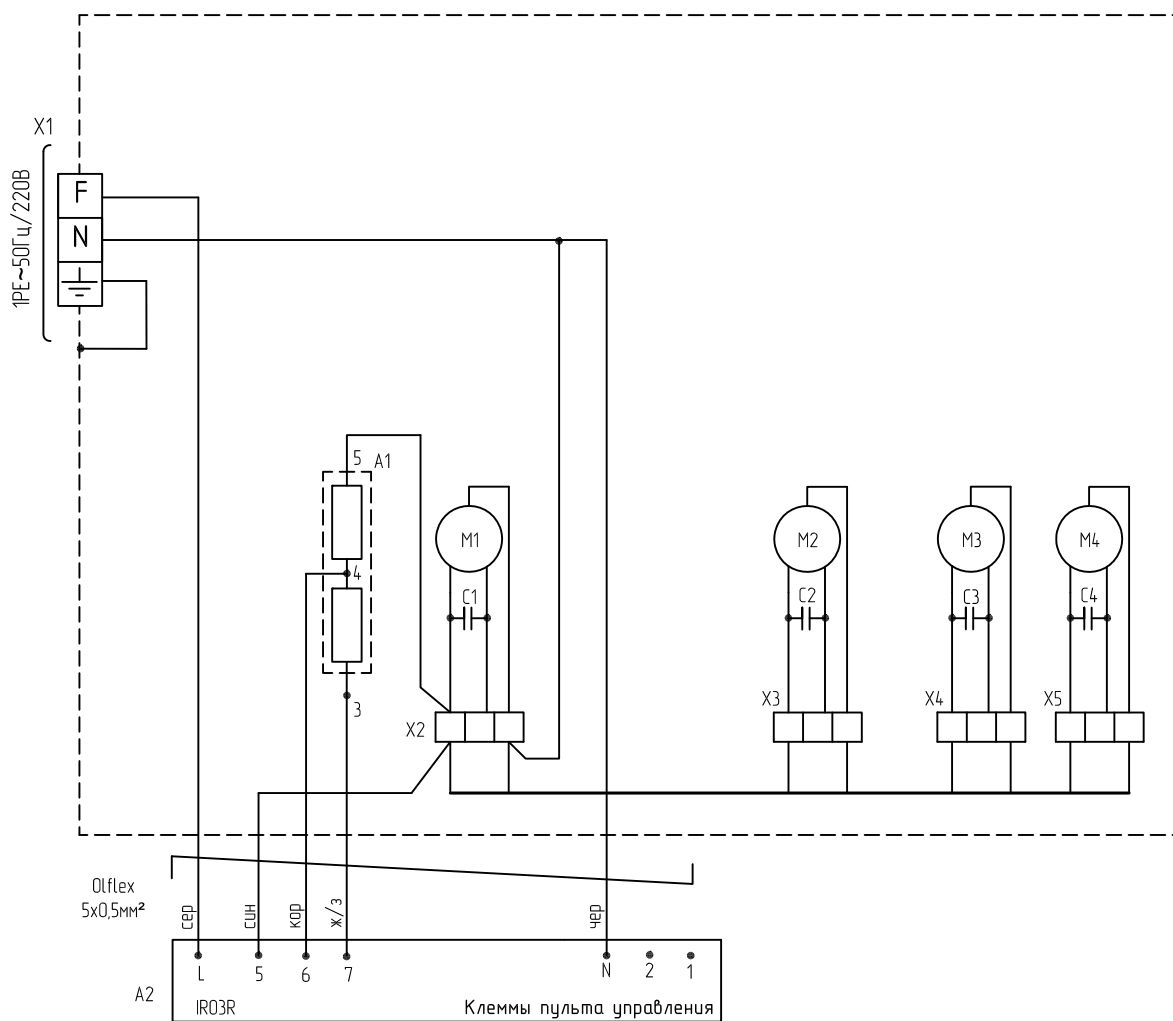 X1
1PE~50Гц/220В
F
N
5
A1
4
3
M1
C1
X2
M2
C2
X3
M3
C3
X4
M4
C4
X5
Olflex
5x0,5мм²
сер
син
кор
ж/з
чер
A2
L
5
6
7
N
2
1
IR03R
Клеммы пульта управления